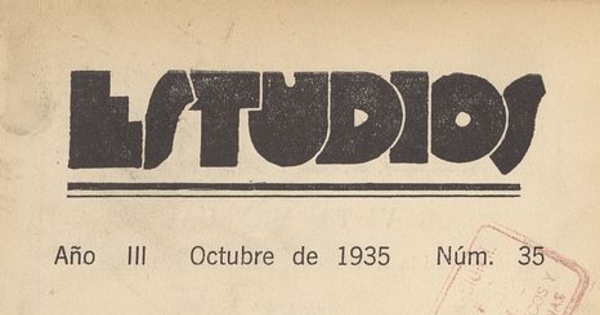 ESTUDIOS
Año III Octubre de 1935 Núm. 35